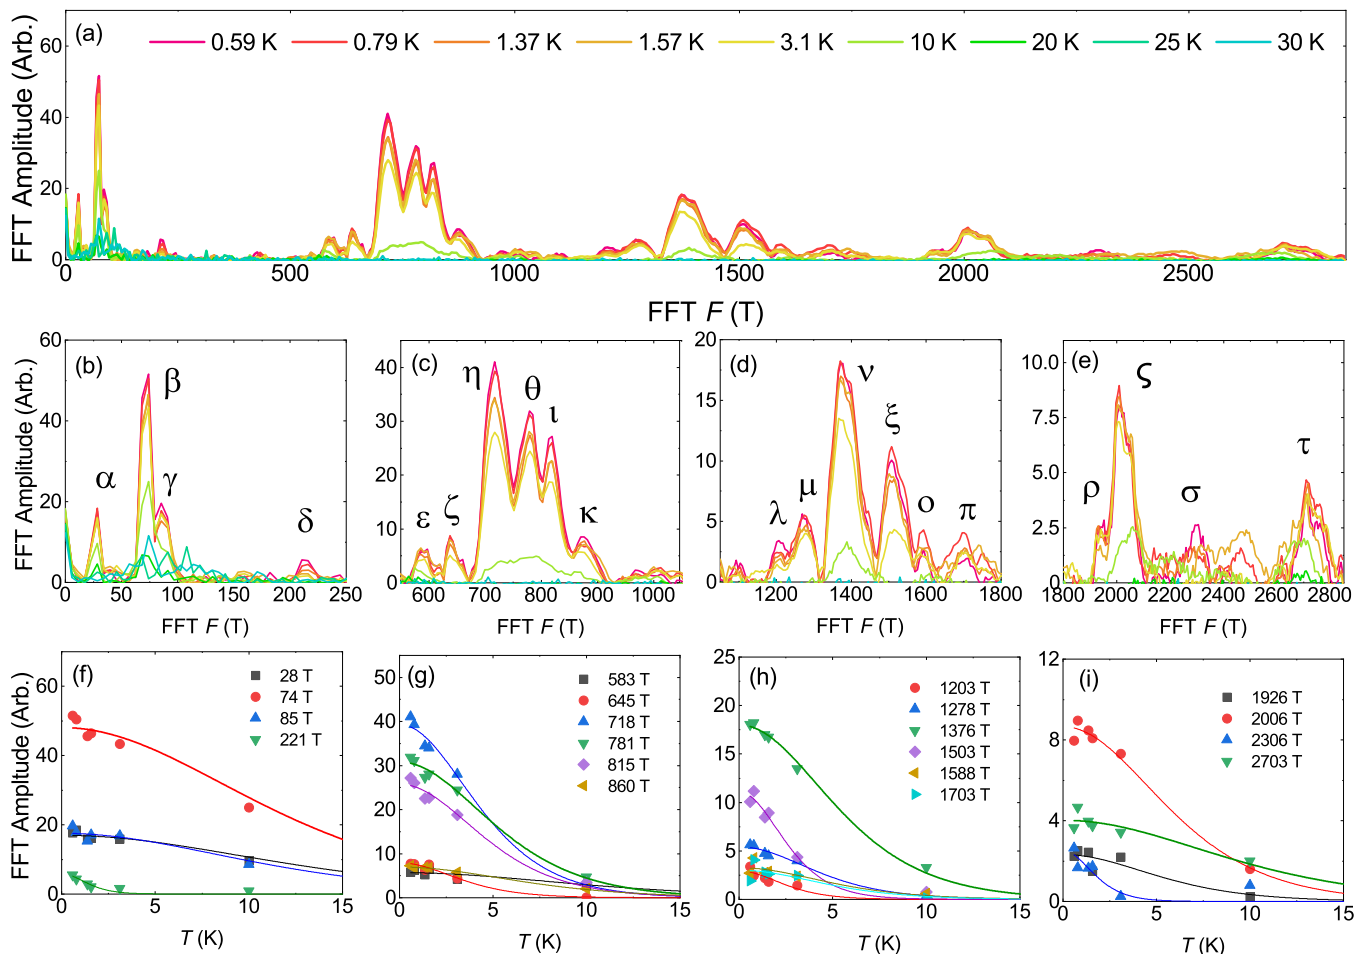 (a)
0.59 K 0.79 K 1.37 K 1.57 K 3.1 K 10 K 20 K 25 K 30 K
FFT Amplitude (Arb.)
60
40
20
0
0 500 1000 1500 2000 2500
FFT F (T)
(b)
FFT Amplitude (Arb.)
60
40
20
0
α β γ δ
0 50 100 150 200 250
FFT F (T)
(c)
40
30
20
10
0
ε ζ η θ ι κ
600 700 800 900 1000
FFT F (T)
(d)
20
15
10
5
0
λ μ ν ξ ο π
1200 1400 1600 1800
FFT F (T)
(e)
10.0
7.5
5.0
2.5
0
ρ ς σ τ
1800 2000 2200 2400 2600 2800
FFT F (T)
(f)
FFT Amplitude (Arb.)
60
40
20
0
28 T
74 T
85 T
221 T
0 5 10 15
T (K)
(g)
50
40
30
20
10
0
583 T
645 T
718 T
781 T
815 T
860 T
0 5 10 15
T (K)
(h)
25
20
15
10
5
0
1203 T
1278 T
1376 T
1503 T
1588 T
1703 T
0 5 10 15
T (K)
(i)
12
8
4
0
1926 T
2006 T
2306 T
2703 T
0 5 10 15
T (K)